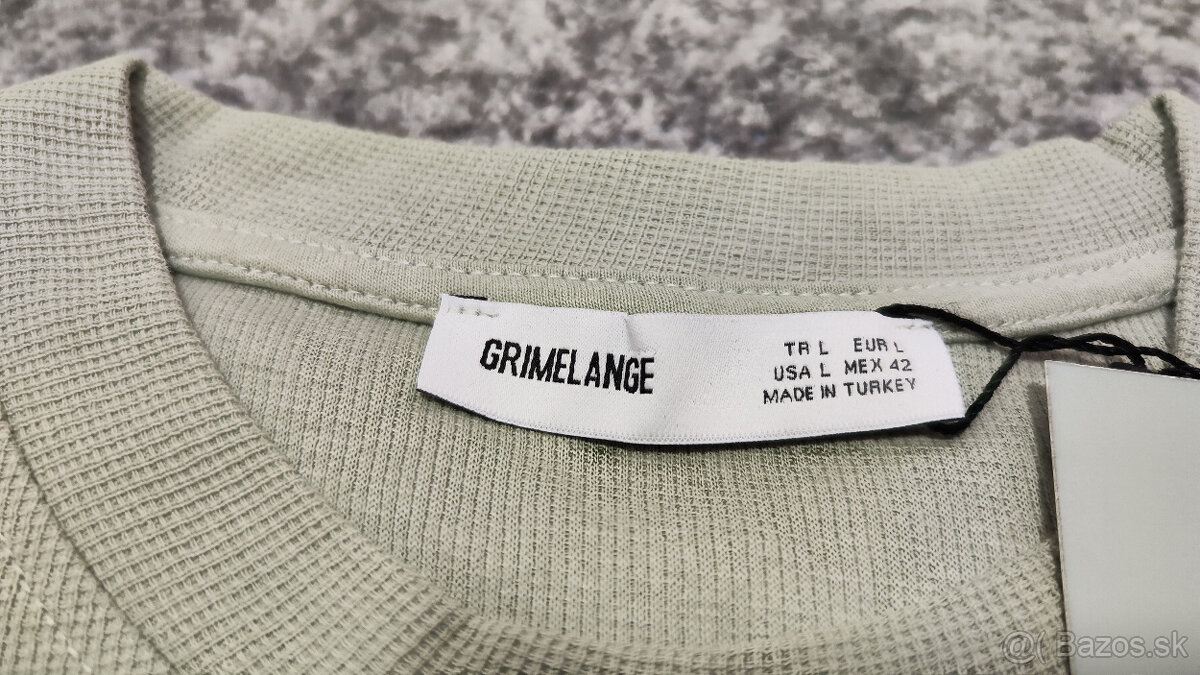 GRIMELANGE
TR L EUR L
USA L MEX 42
MADE IN TURKEY
@( Bazos.sk